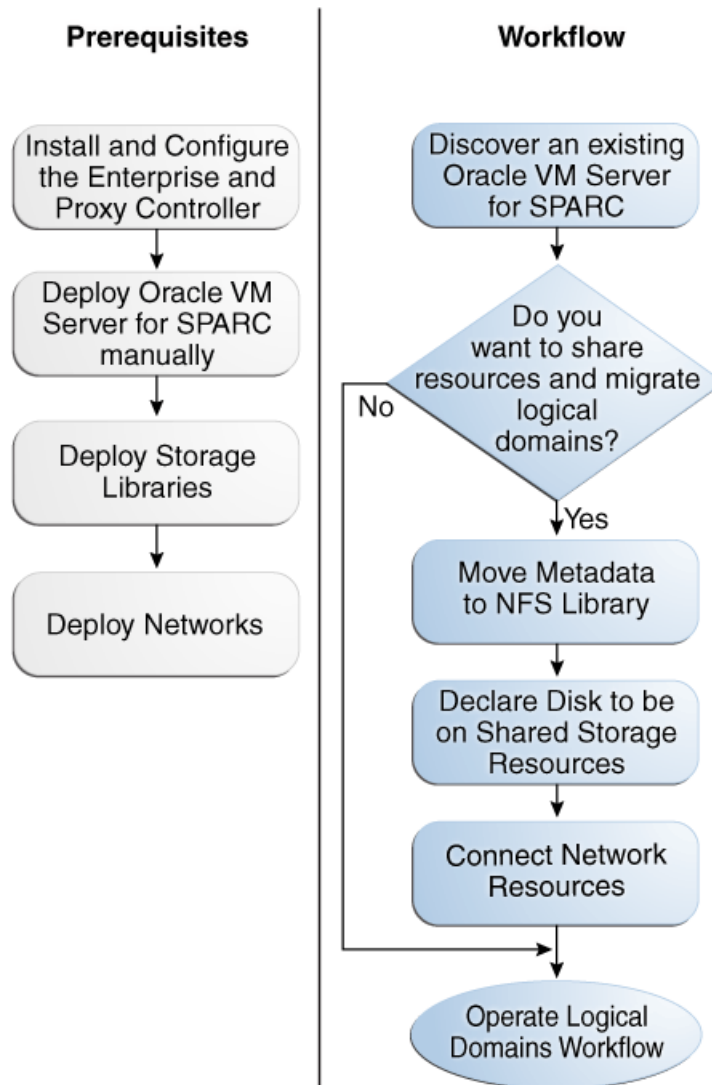 Prerequisites
Install and Configure
the Enterprise and
Proxy Controller
Deploy Oracle VM
Server for SPARC
manually
Deploy Storage
Libraries
Deploy Networks
Workflow
Discover an existing
Oracle VM Server
for SPARC
Do you
want to share
resources and migrate
logical
domains?
No
Yes
Move Metadata
to NFS Library
Declare Disk to be
on Shared Storage
Resources
Connect Network
Resources
Operate Logical
Domains Workflow